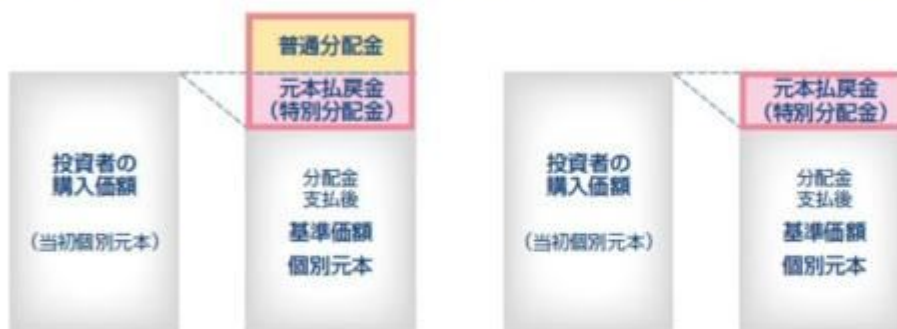 普通分配金
元本払戻金
(特別分配金)
投資者の
購入価額
(当初個別元本)
分配金
支払後
基準価額
個別元本
元本払戻金
(特別分配金)
投資者の
購入価額
(当初個別元本)
分配金
支払後
基準価額
個別元本